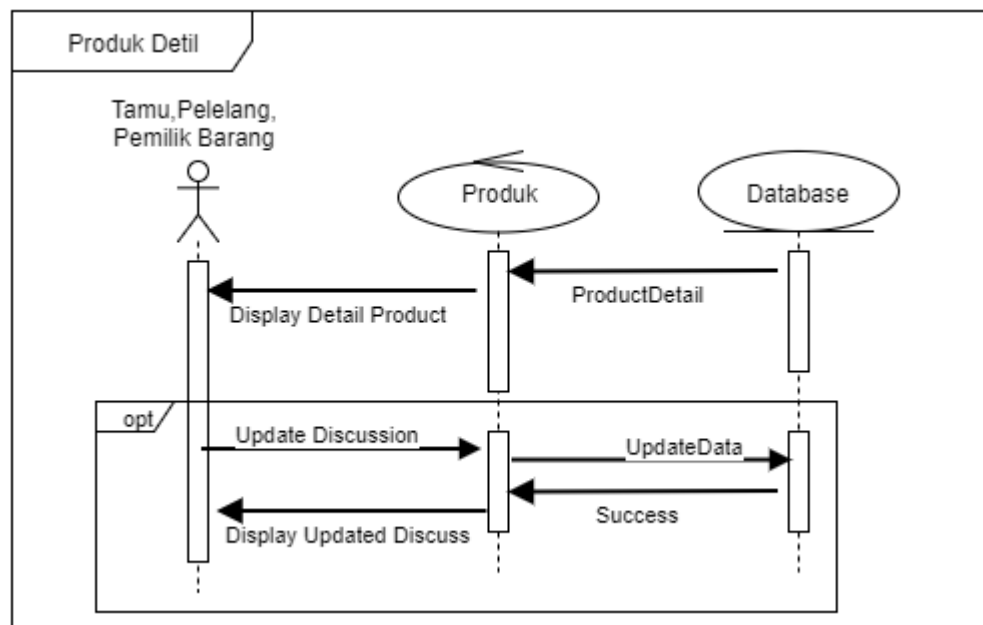 Produk Detil
Tamu,Pelelang,
Pemilik Barang
Produk
Database
ProductDetail
Display Detail Product
opt
Update Discussion
UpdateData
Success
Display Updated Discuss